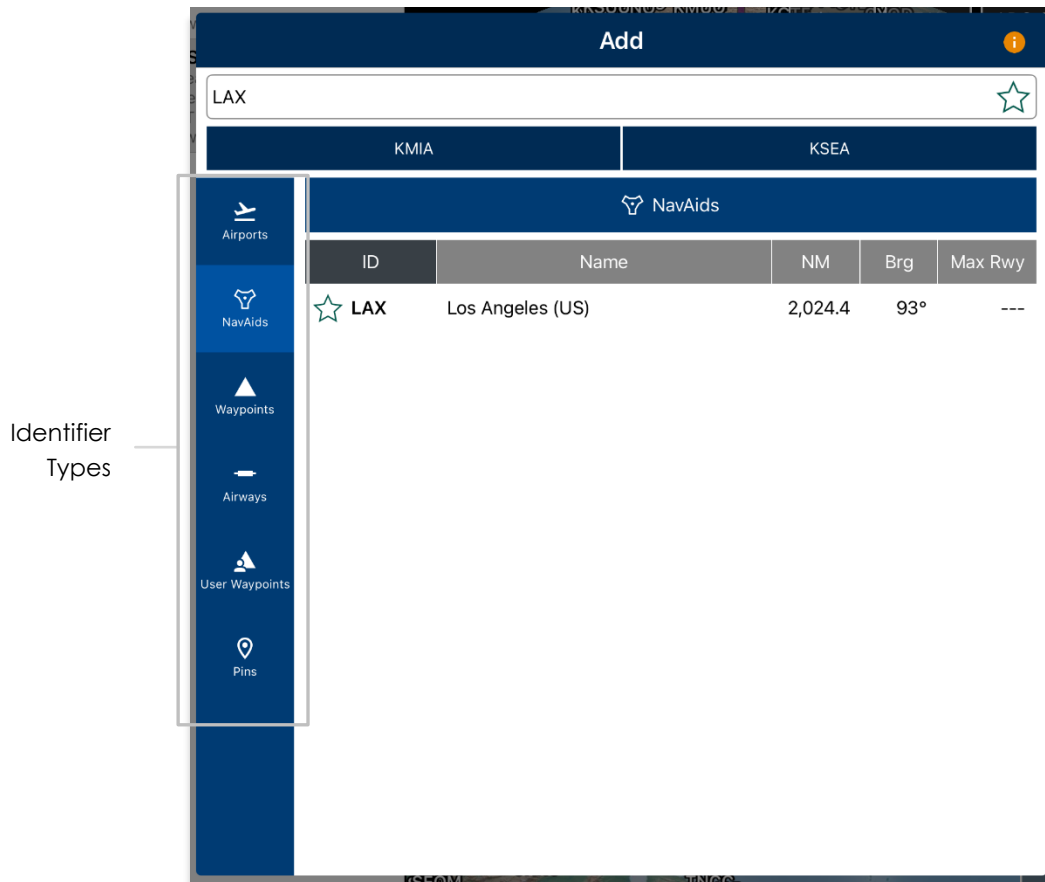 Add
LAX
KMIA KSEA
Airports
NavAids
NavAids
Waypoints
Airways
User Waypoints
Pins
ID Name NM Brg Max Rwy
LAX Los Angeles (US) 2,024.4 93° ---
Identifier
Types